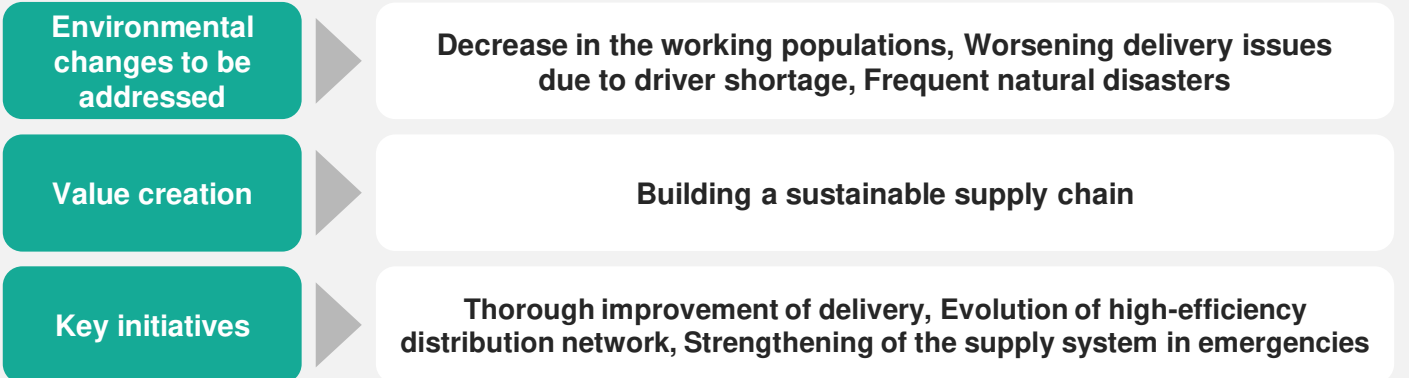 Environmental
changes to be
addressed
Decrease in the working populations, Worsening delivery issues
due to driver shortage, Frequent natural disasters
Value creation
Building a sustainable supply chain
Key initiatives
Thorough improvement of delivery, Evolution of high-efficiency
distribution network, Strengthening of the supply system in emergencies